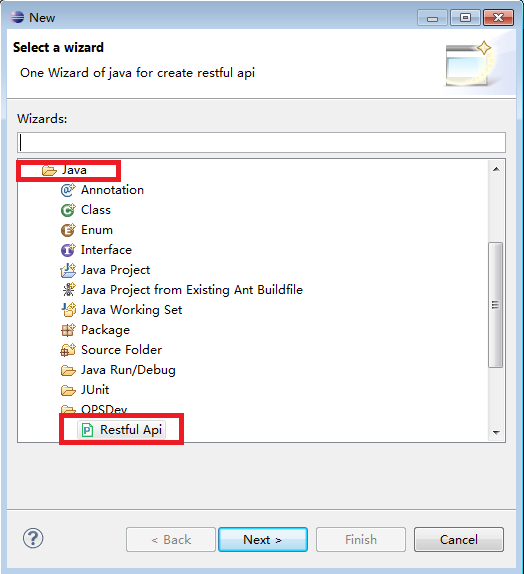 New
Select a wizard
One Wizard of java for create restful api
Wizards:
Java
Annotation
Class
Enum
Interface
Java Project
Java Project from Existing Ant Buildfile
Java Working Set
Package
Source Folder
Java Run/Debug
JUnit
OPSDev
Restful Api
< Back
Next >
Finish
Cancel